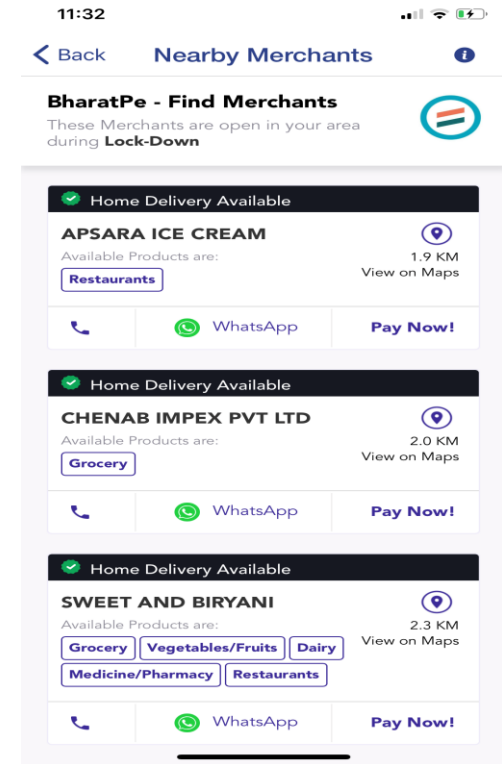 11:32
Back Nearby Merchants
BharatPe - Find Merchants
These Merchants are open in your area
during Lock-Down
Home Delivery Available
APSARA ICE CREAM
Available Products are:
1.9 KM
Restaurants
View on Maps
WhatsApp Pay Now!
Home Delivery Available
CHENAB IMPEX PVT LTD
Available Products are:
2.0 KM
Grocery
View on Maps
WhatsApp Pay Now!
Home Delivery Available
SWEET AND BIRYANI
Available Products are:
2.3 KM
Grocery Vegetables/Fruits Dairy
View on Maps
Medicine/Pharmacy Restaurants
WhatsApp Pay Now!